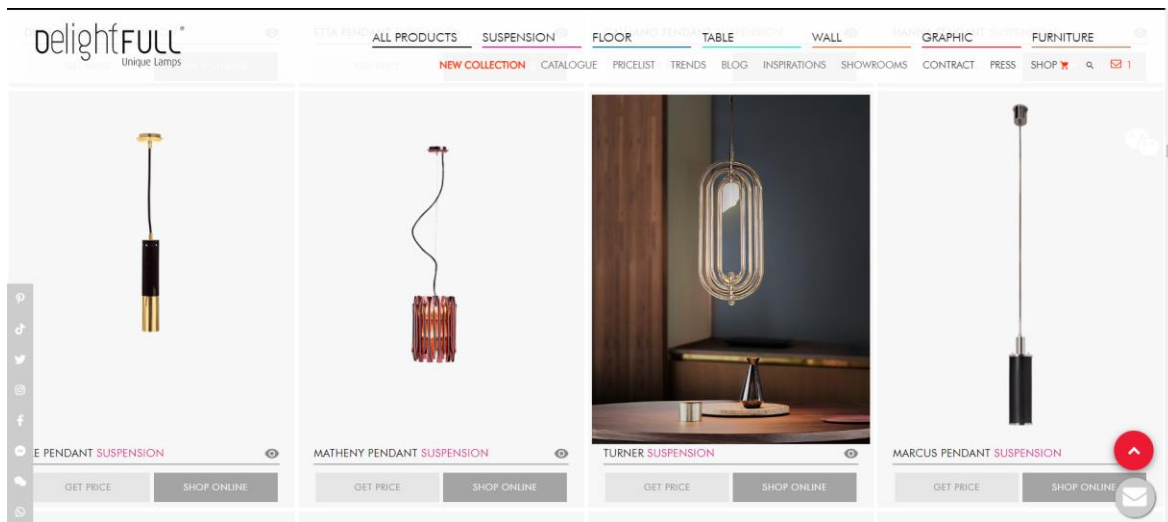 DelightFULL®
Unique Lamps
ALL PRODUCTS SUSPENSION FLOOR TABLE WALL GRAPHIC FURNITURE
NEW COLLECTION CATALOGUE PRICELIST TRENDS BLOG INSPIRATIONS SHOWROOMS CONTRACT PRESS SHOP 1
E PENDANT SUSPENSION
MATHENY PENDANT SUSPENSION
TURNER SUSPENSION
MARCUS PENDANT SUSPENSION
GET PRICE SHOP ONLINE
GET PRICE SHOP ONLINE
GET PRICE SHOP ONLINE
GET PRICE SHOP ONLINE